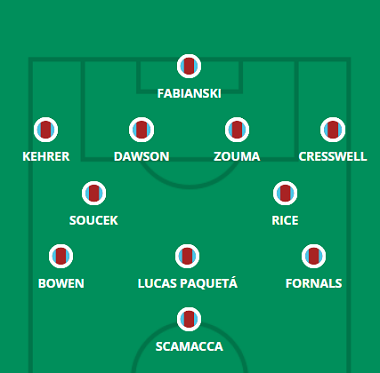 FABIANSKI
KEHRER DAWSON ZOUMA CRESSWELL
SOUCEK RICE
BOWEN LUCAS PAQUETÁ FORNALS
SCAMACCA